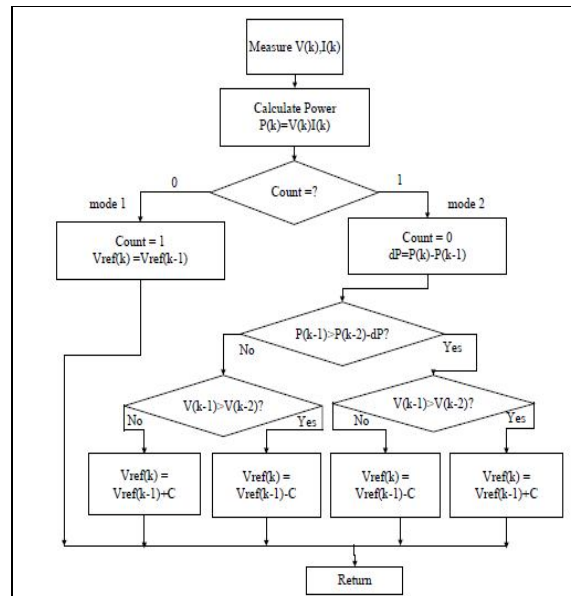 Measure V(k),I(k)
Calculate Power
P(k)=V(k)I(k)
Count =?
0
1
mode 1
mode 2
Count = 1
Vref(k) =Vref(k-1)
Count = 0
dP=P(k)-P(k-1)
P(k-1)>P(k-2)-dP?
No
Yes
V(k-1)>V(k-2)?
No
Yes
V(k-1)>V(k-2)?
No
Yes
Vref(k) =
Vref(k-1)+C
Vref(k) =
Vref(k-1)-C
Vref(k) =
Vref(k-1)-C
Vref(k) =
Vref(k-1)+C
Return